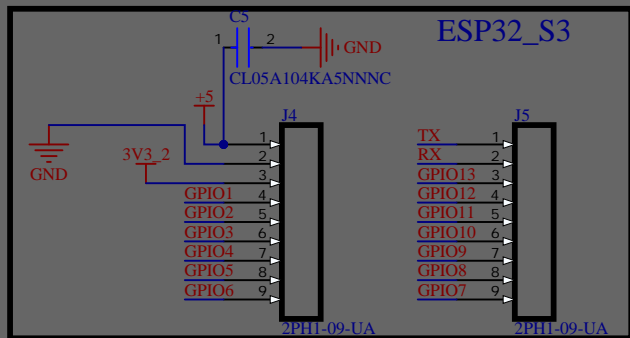 C5
ESP32_S3
1
2
GND
CL05A104KA5NNNC
+5
J4
J5
1
TX
1
2
RX
2
GND
3V3_2
3
GPIO13
3
GPIO1
4
GPIO12
4
GPIO2
5
GPIO11
5
GPIO3
6
GPIO10
6
GPIO4
7
GPIO9
7
GPIO5
8
GPIO8
8
GPIO6
9
GPIO7
9
2PH1-09-UA
2PH1-09-UA